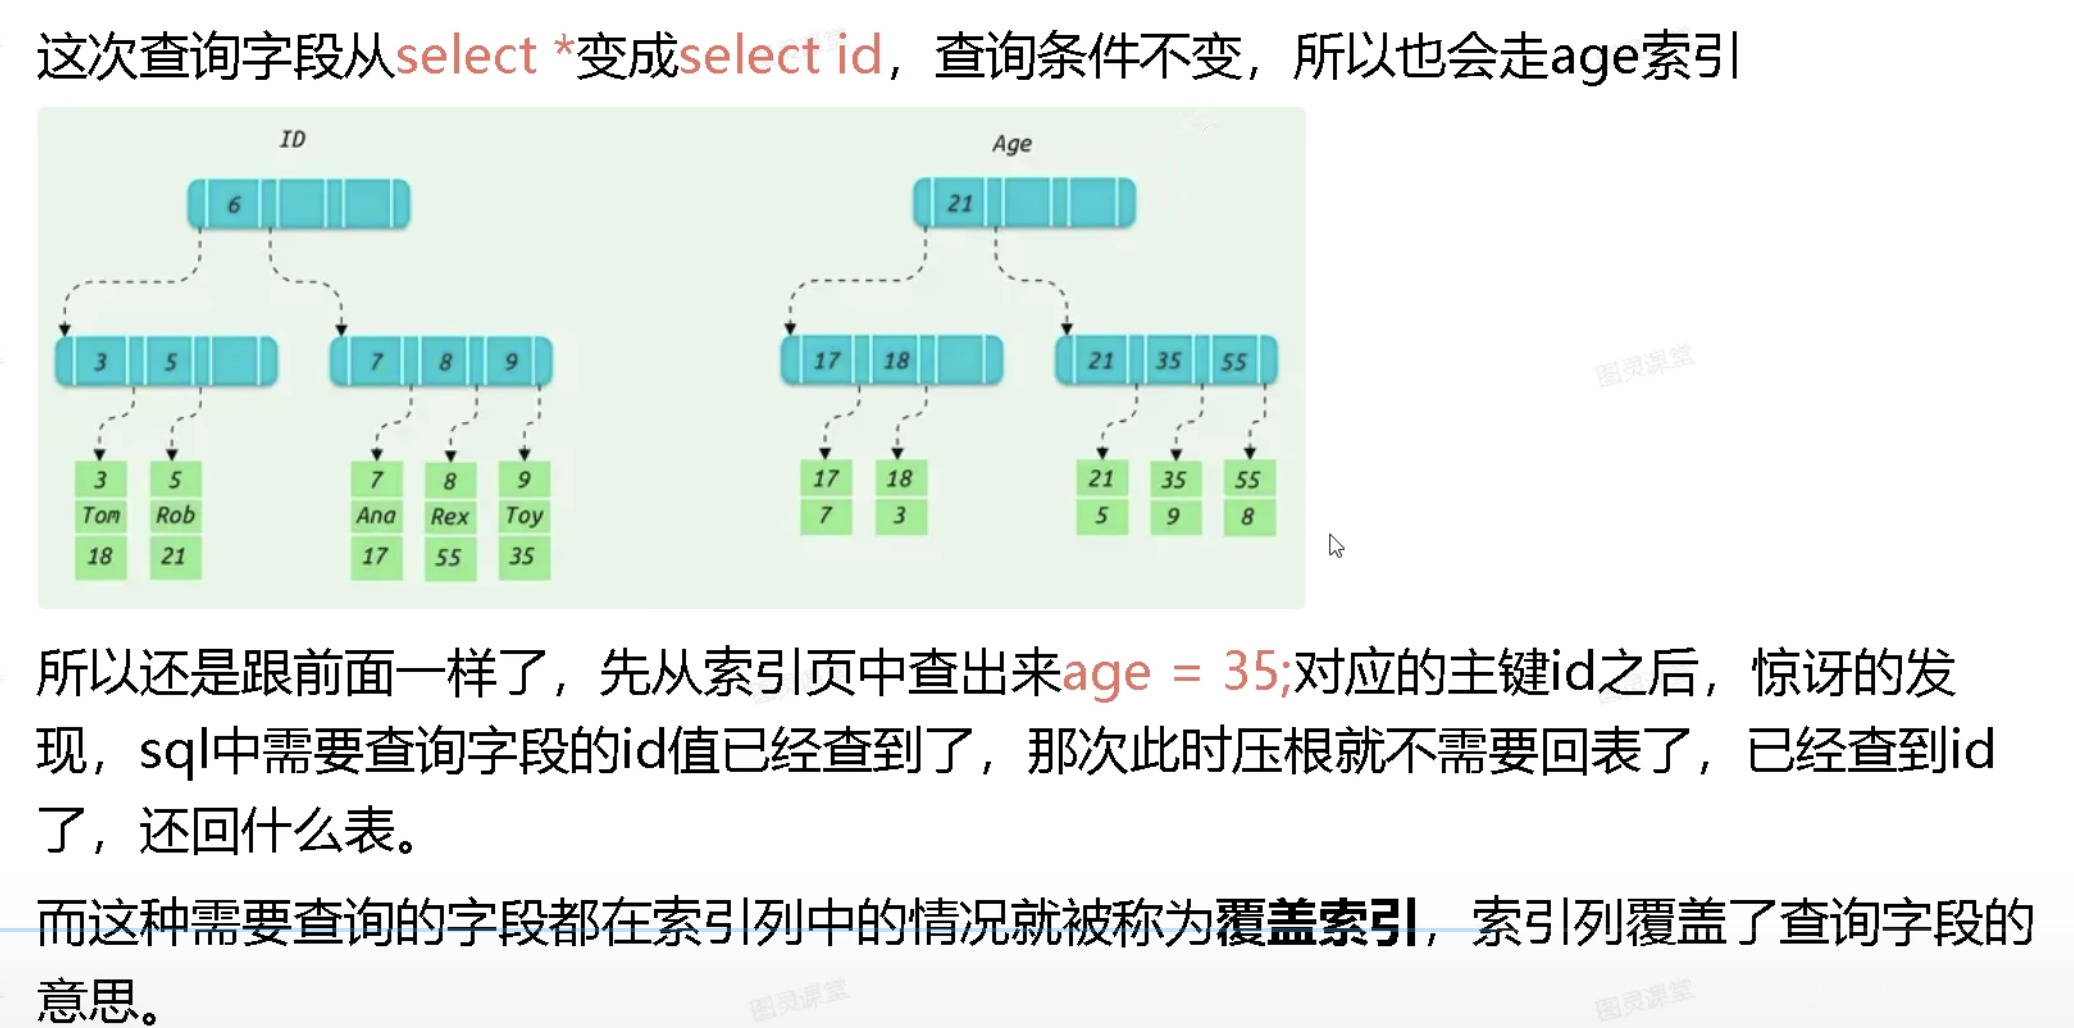 这次查询字段从select *变成select id，查询条件不变，所以也会走age索引
ID
Age
6
21
3 5
7 8 9
17 18
21 35 55
3 5 7 8 9
17 18 21 35 55
Tom Rob Ana Rex Toy
7 3 5 9 8
18 21 17 55 35
所以还是跟前面一样了，先从索引页中查出来age = 35;对应的主键id之后，惊讶的发
现，sql中需要查询字段的id值已经查到了，那次此时压根就不需要回表了，已经查到id
了，还回什么表。
而这种需要查询的字段都在索引列中的情况就被称为覆盖索引，索引列覆盖了查询字段的
意思。
图灵课堂
图灵课堂
图灵课堂